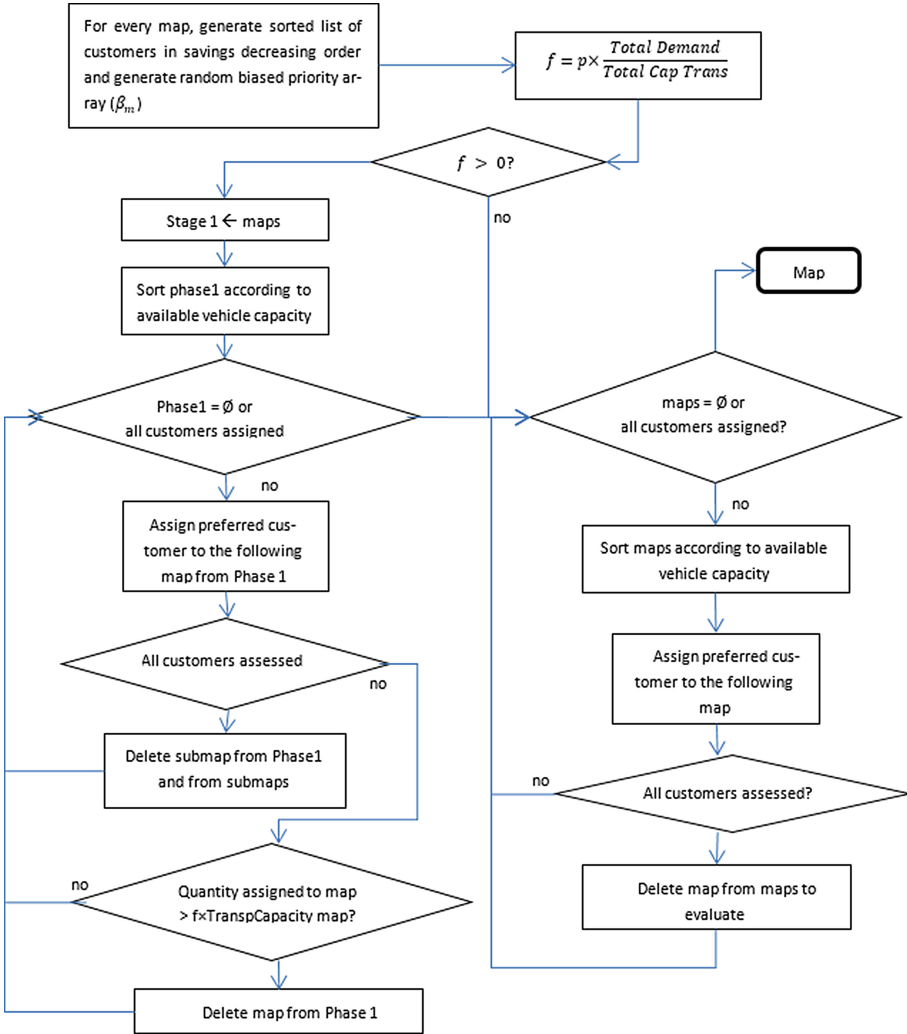 For every map, generate sorted list of
customers in savings decreasing order
and generate random biased priority ar-
ray (βₘ)
f = p× Total Demand / Total Cap Trans
f > 0?
no
Stage 1 ← maps
Sort phase1 according to
available vehicle capacity
Phase1 = Ø or
all customers assigned
no
Assign preferred cus-
tomer to the following
map from Phase 1
All customers assessed
no
Delete submap from Phase1
and from submaps
Quantity assigned to map
> f×TranspCapacity map?
no
Delete map from Phase 1
Map
maps = Ø or
all customers assigned?
no
Sort maps according to available
vehicle capacity
Assign preferred cus-
tomer to the following
map
All customers assessed?
no
Delete map from maps to
evaluate